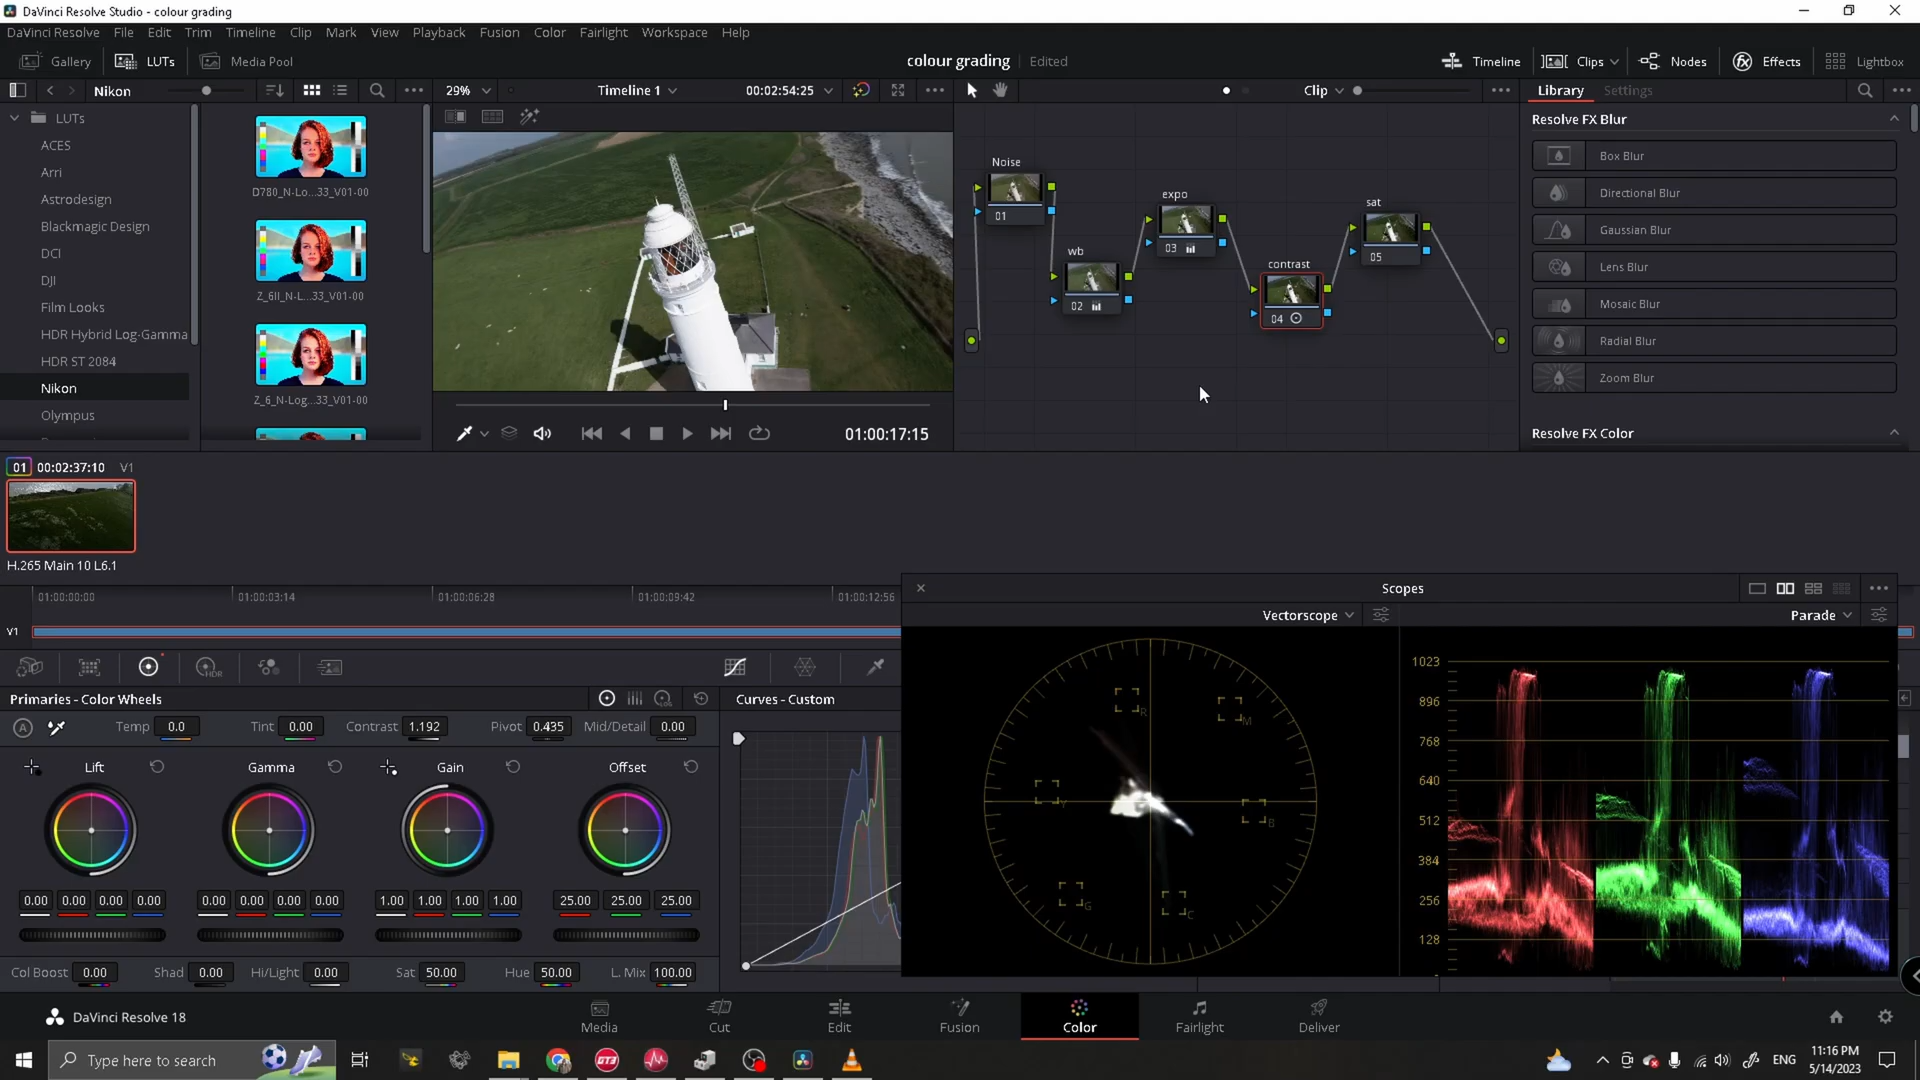 DaVinci Resolve Studio - colour grading
DaVinci Resolve File Edit Trim Timeline Clip Mark View Playback Fusion Color Fairlight Workspace Help
Gallery LUTs Media Pool colour grading Edited Timeline Clips Nodes Effects Lightbox
Nikon 29% Timeline 1 00:02:54:25 Clip Library Settings
LUTs
ACES
Arri
Astrodesign
Blackmagic Design
DCI
DJI
Film Looks
HDR Hybrid Log-Gamma
HDR ST 2084
Nikon
Olympus
D780_N-Lo...33_V01-00
Z_6II_N-L...33_V01-00
Z_6_N-Log...33_V01-00
01:00:17:15
Noise
01
wb
02
expo
03
contrast
04
sat
05
Resolve FX Blur
Box Blur
Directional Blur
Gaussian Blur
Lens Blur
Mosaic Blur
Radial Blur
Zoom Blur
Resolve FX Color
01 00:02:37:10 V1
H.265 Main 10 L6.1
01:00:00:00 01:00:03:14 01:00:06:28 01:00:09:42 01:00:12:56
V1
HDR
Primaries - Color Wheels
Curves - Custom
A Temp 0.0 Tint 0.00 Contrast 1.192 Pivot 0.435 Mid/Detail 0.00
Lift Gamma Gain Offset
0.00 0.00 0.00 0.00 0.00 0.00 0.00 0.00 1.00 1.00 1.00 1.00 25.00 25.00 25.00
Col Boost 0.00 Shad 0.00 Hi/Light 0.00 Sat 50.00 Hue 50.00 L. Mix 100.00
Scopes
Vectorscope
Parade
R
M
Y
B
G
C
1023
896
768
640
512
384
256
128
DaVinci Resolve 18
Media Cut Edit Fusion Color Fairlight Deliver
Type here to search
GT3
ENG
11:16 PM
5/14/2023